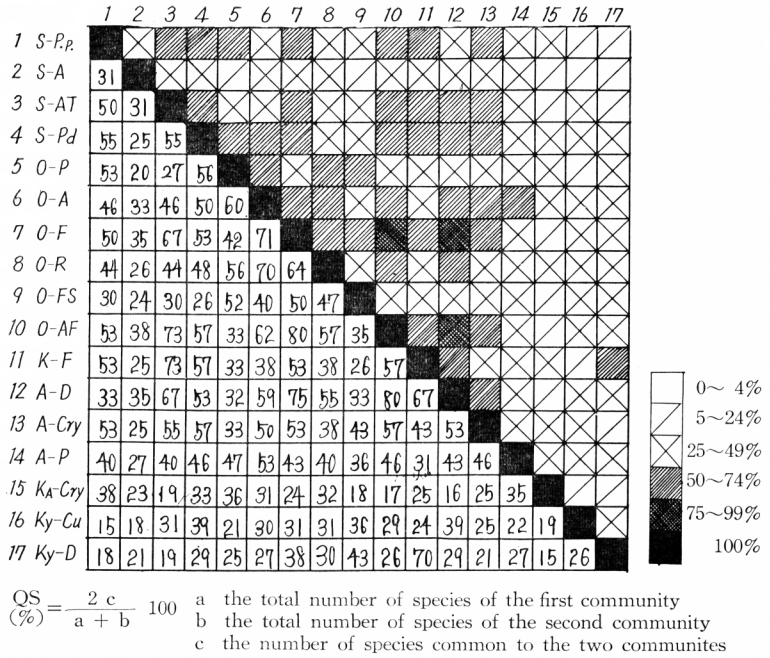 1 2 3 4 5 6 7 8 9 10 11 12 13 14 15 16 17
1 S-P.P.
2 S-A 31
3 S-AT 50 31
4 S-Pd 55 25 55
5 O-P 53 20 27 56
6 O-A 46 33 46 50 60
7 O-F 50 35 67 53 42 71
8 O-R 44 26 44 48 56 70 64
9 O-FS 30 24 30 26 52 40 50 47
10 O-AF 53 38 73 57 33 62 80 57 35
11 K-F 53 25 73 57 33 38 53 38 26 57
12 A-D 33 35 67 53 32 59 75 55 33 80 67
13 A-Cry 53 25 55 57 33 50 53 38 43 57 43 53
14 A-P 40 27 40 46 47 53 43 40 36 46 31 43 46
15 KA-Cry 38 23 19 33 36 31 24 32 18 17 25 16 25 35
16 Ky-Cu 15 18 31 39 21 30 31 31 36 29 24 39 25 22 19
17 Ky-D 18 21 19 29 25 27 38 30 43 26 70 29 21 27 15 26
0~ 4%
5~24%
25~49%
50~74%
75~99%
100%
QS (%) = 2 c / a + b 100
a the total number of species of the first community
b the total number of species of the second community
c the number of species common to the two communites